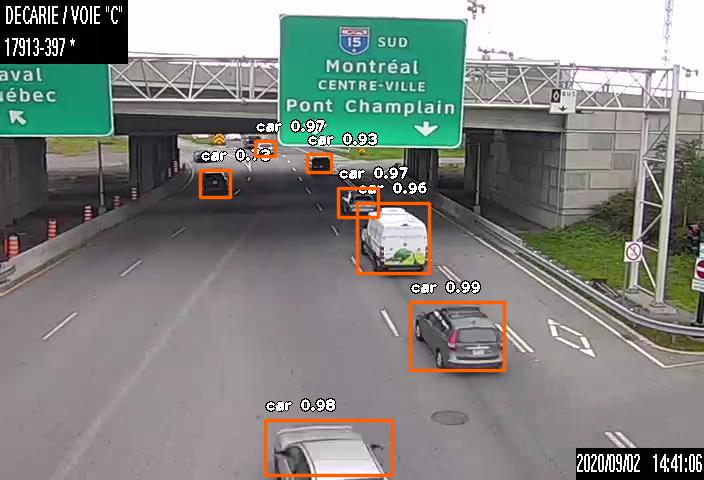 DECARIE / VOIE "C"
17913-397 *
aval
uébec
15 SUD
Montréal
CENTRE-VILLE
Pont Champlain
BUS
car 0.97
car 0.93
car 0.97
car 0.96
car 0.99
car 0.98
2020/09/02 14:41:06